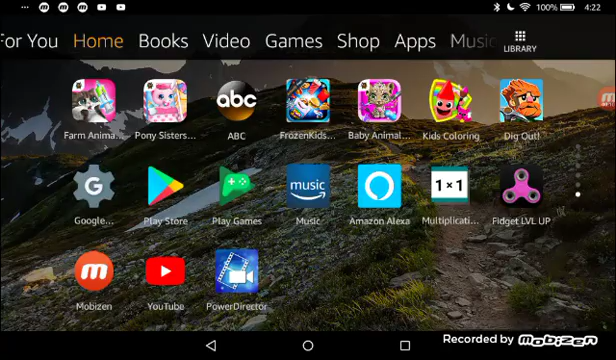 100% 4:22
For You Home Books Video Games Shop Apps Music LIBRARY
Farm Anima... Pony Sisters... ABC FrozenKids... Baby Animal... Kids Coloring Dig Out!
abc
G
music
1×1
Google... Play Store Play Games Music Amazon Alexa Multiplicati... Fidget LVL UP
m
Mobizen YouTube PowerDirector
Recorded by mobizen